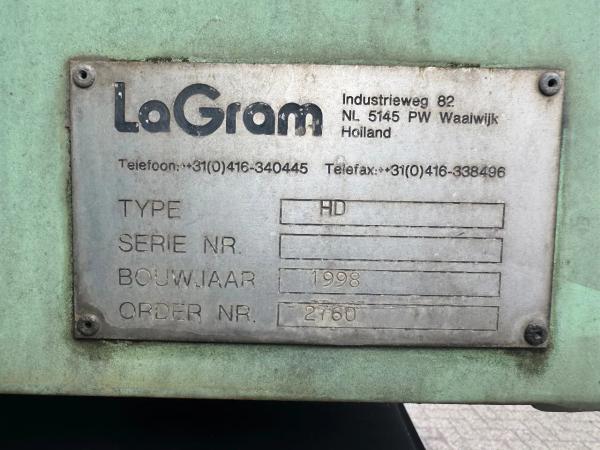 LaGram
Industrieweg 82
NL 5145 PW Waalwijk
Holland
Telefoon:++31(0)416-340445 Telefax:++31(0)416-338496
TYPE HD
SERIE NR.
BOUWJAAR 1998
ORDER NR. 2760